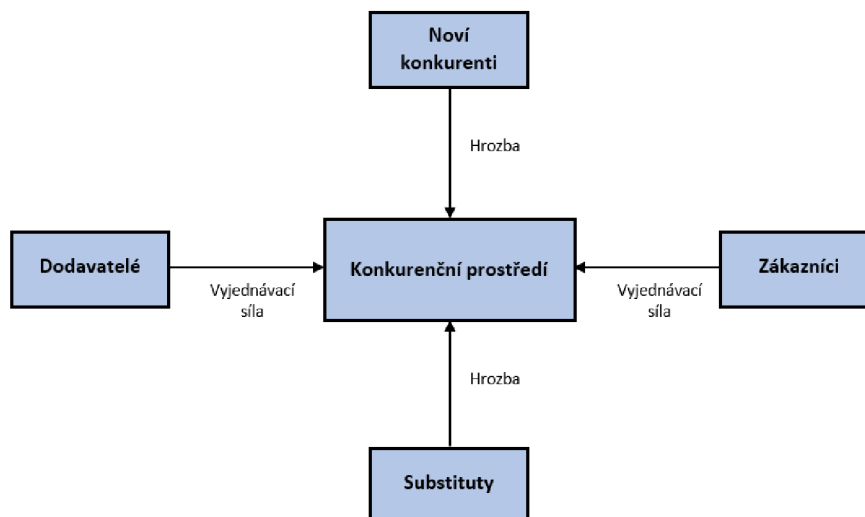 Noví
konkurenti
Hrozba
Dodavatelé
Konkurenční prostředí
Zákazníci
Vyjednávací
síla
Vyjednávací
síla
Hrozba
Substituty